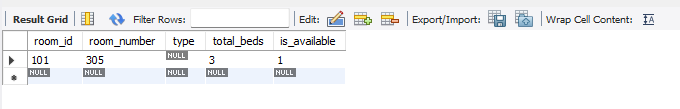 Result Grid Filter Rows: Edit: Export/Import: Wrap Cell Content: IA
room_id room_number type total_beds is_available
101 305 NULL 3 1
NULL NULL NULL NULL NULL